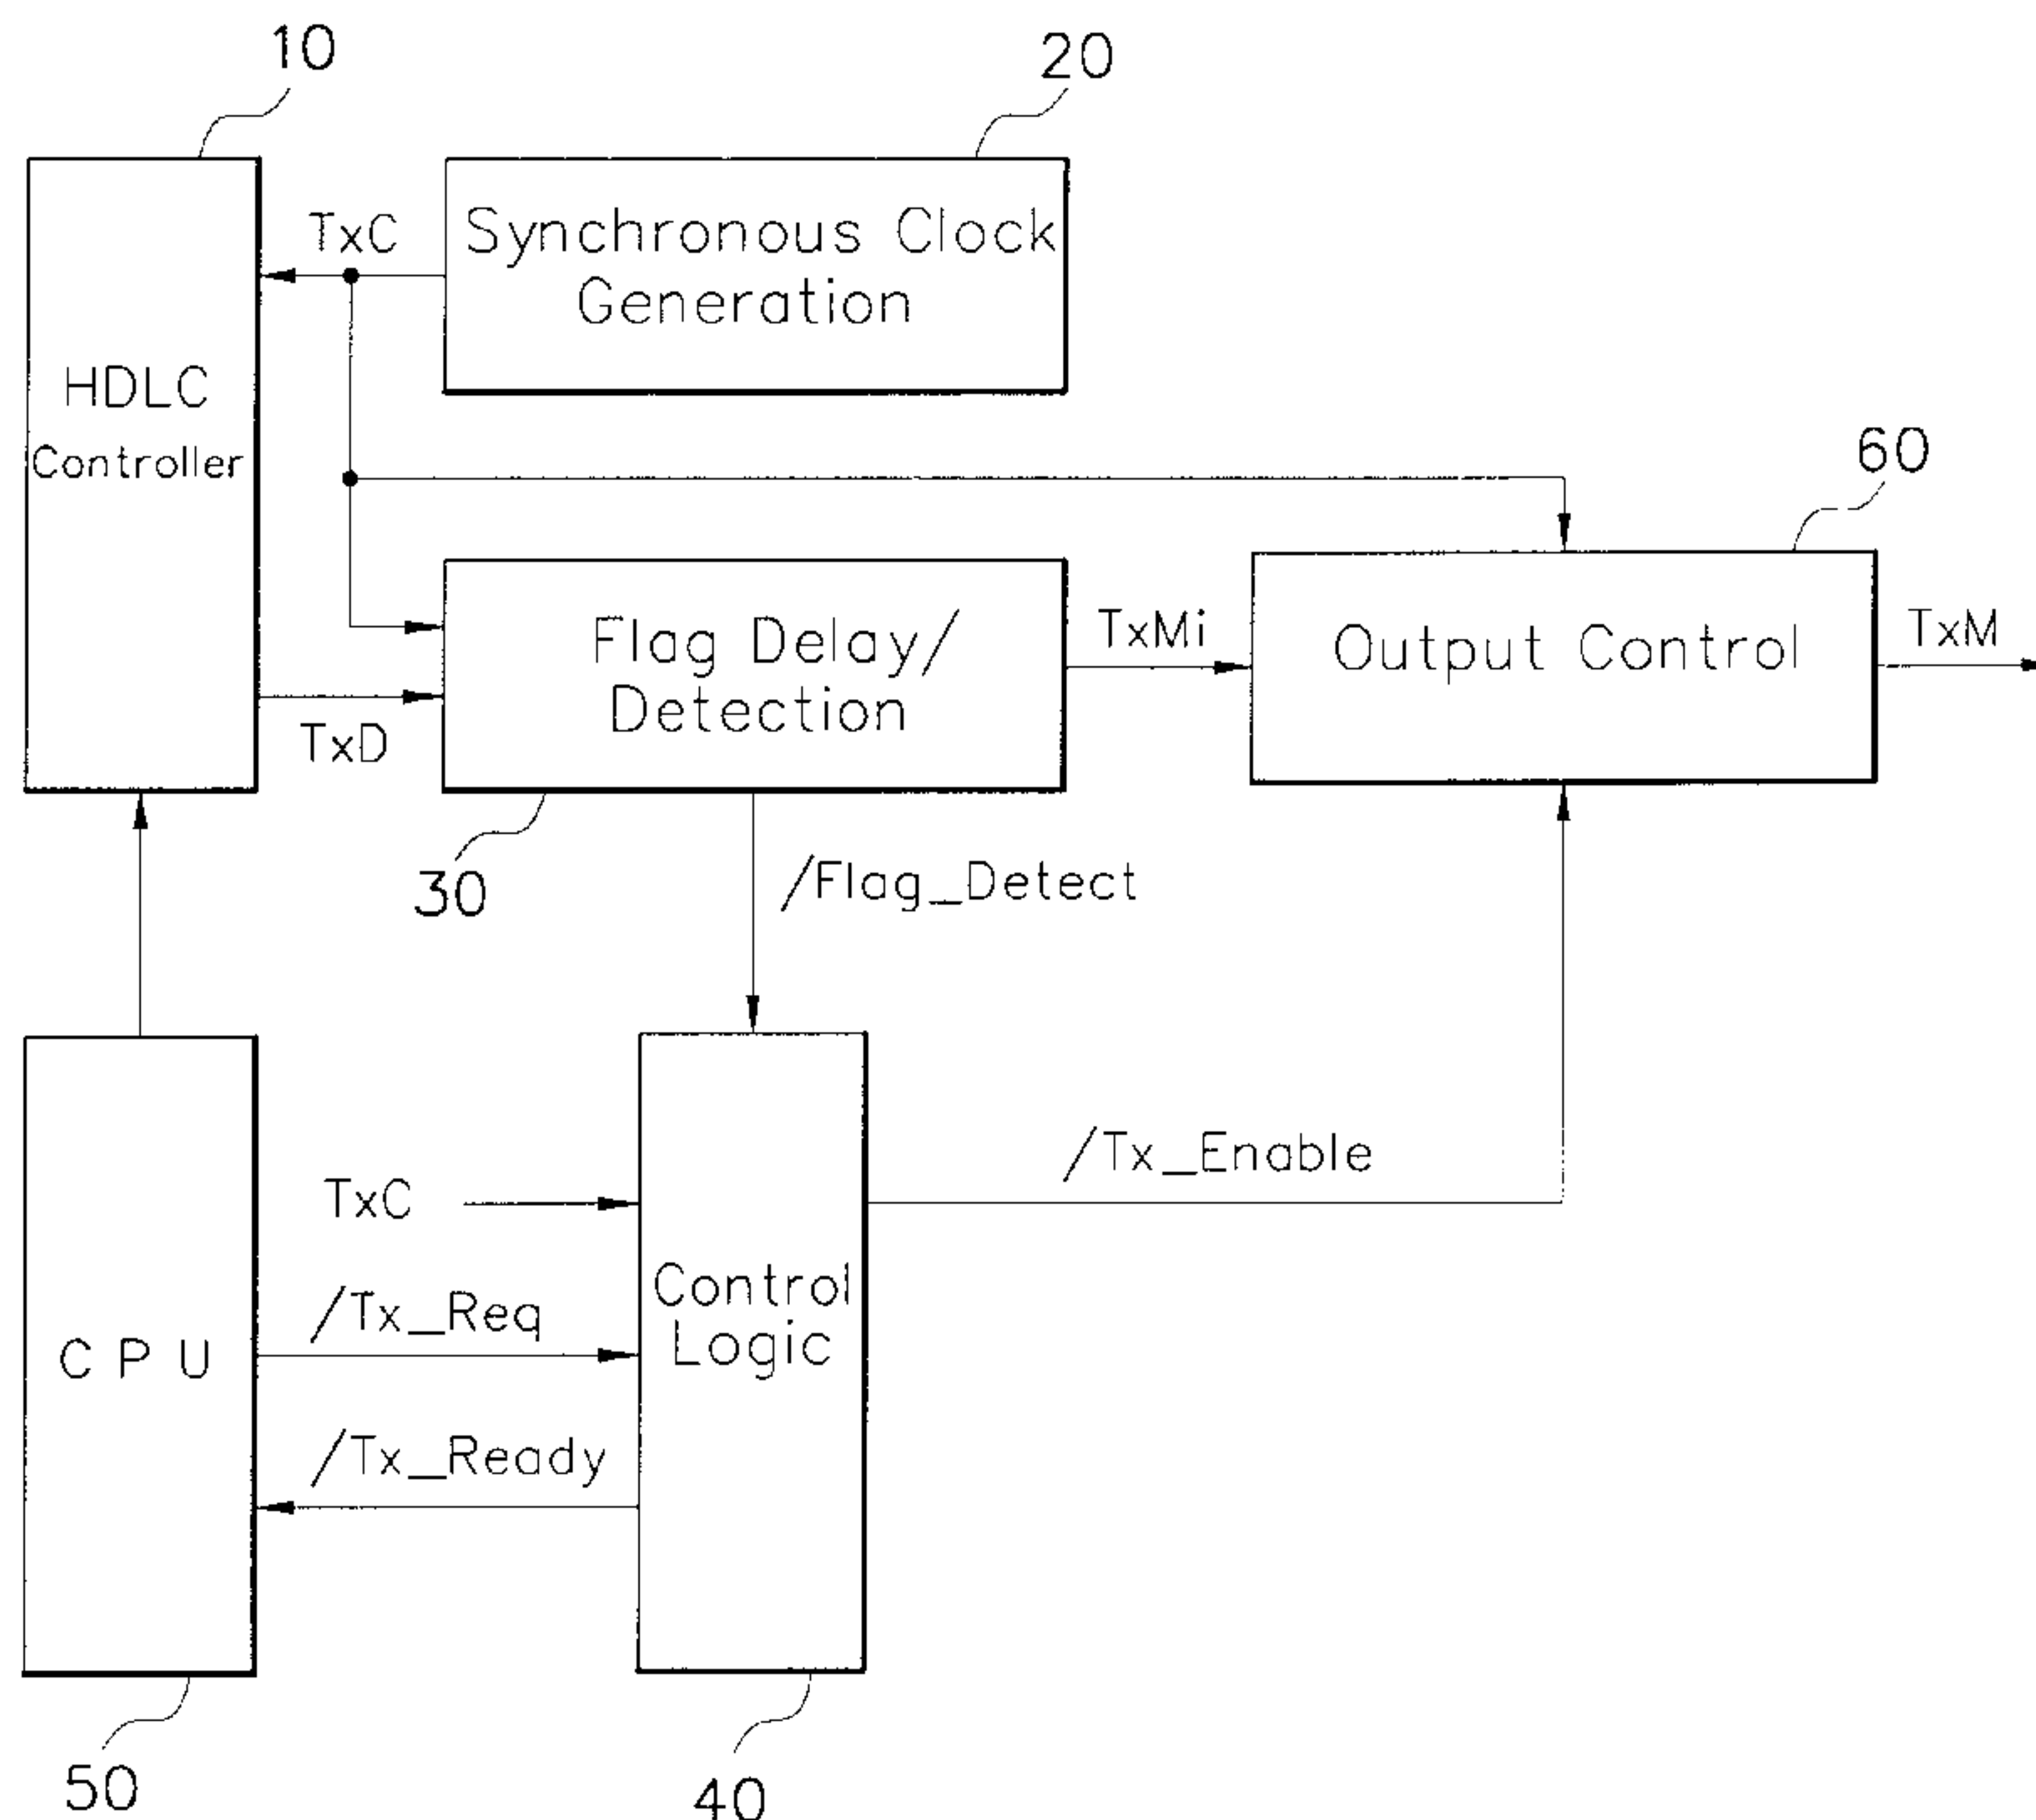 10
20
TxC
Synchronous Clock
Generation
HDLC
Controller
60
Flag Delay/
Detection
TxMi
Output Control
TxM
TxD
30
/Flag_Detect
/Tx_Enable
TxC
Control
Logic
/Tx_Req
CPU
/Tx_Ready
50
40